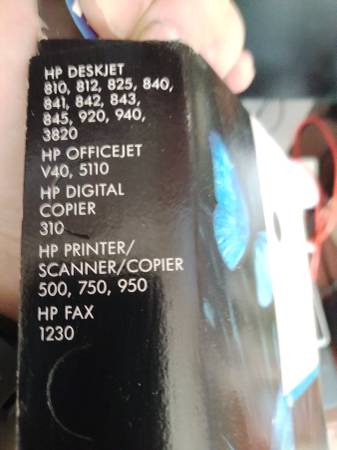 HP DESKJET
810, 812, 825, 840,
841, 842, 843,
845, 920, 940,
3820
HP OFFICEJET
V40, 5110
HP DIGITAL
COPIER
310
HP PRINTER/
SCANNER/COPIER
500, 750, 950
HP FAX
1230